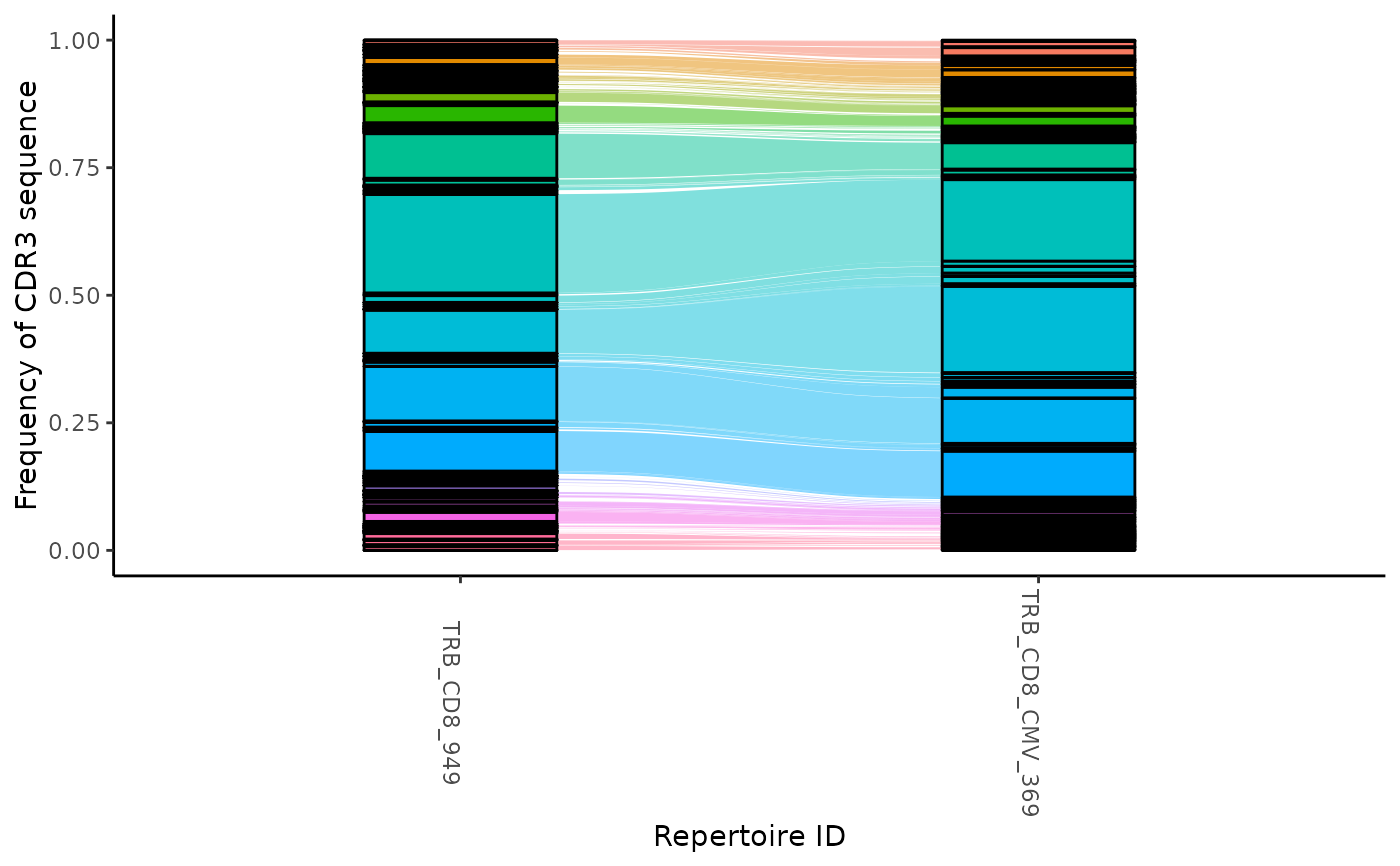 Frequency of CDR3 sequence
1.00
0.75
0.50
0.25
0.00
TRB_CD8_949
TRB_CD8_CMV_369
Repertoire ID